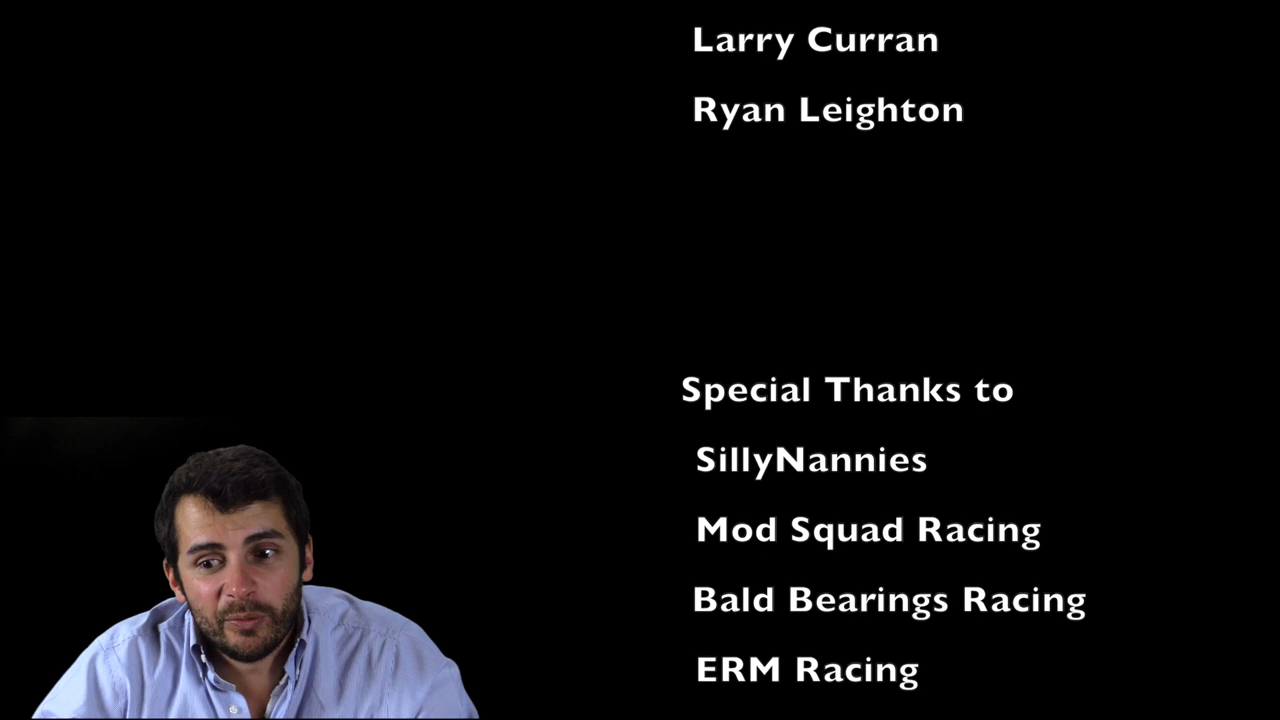 Larry Curran
Ryan Leighton
Special Thanks to
SillyNannies
Mod Squad Racing
Bald Bearings Racing
ERM Racing